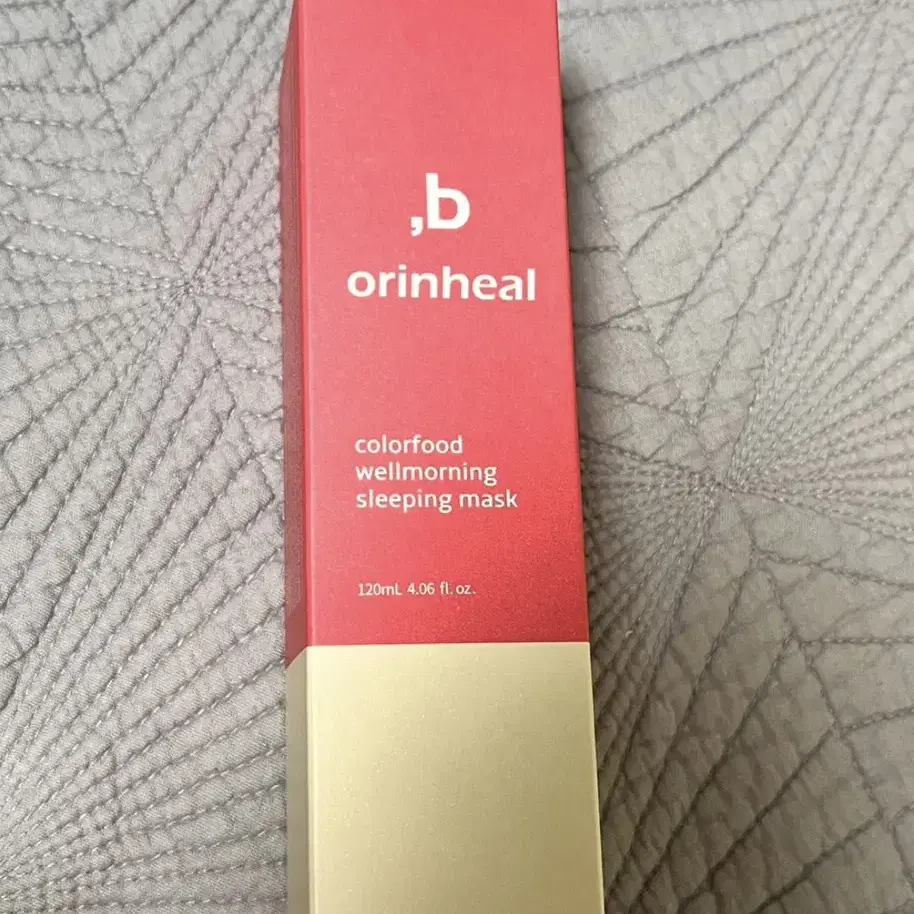 ,b
orinheal
colorfood
wellmorning
sleeping mask
120mL 4.06 fl. oz.